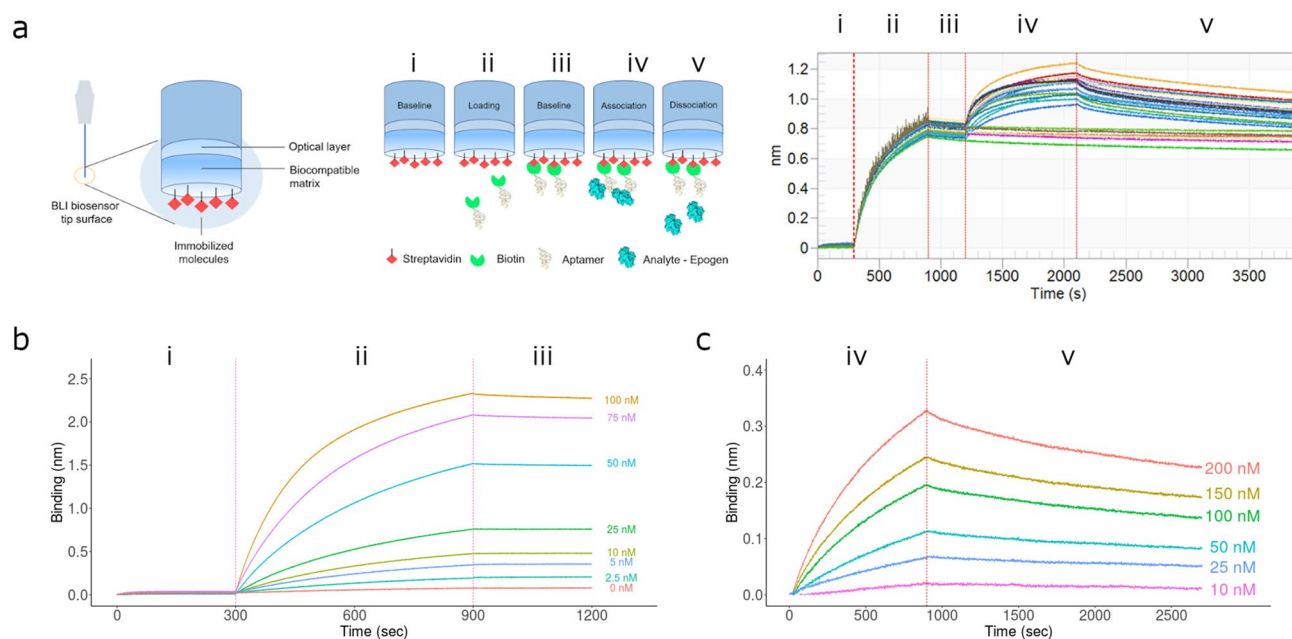 a
i ii iii iv v
Baseline Loading Baseline Association Dissociation
Optical layer
Biocompatible
matrix
BLI biosensor
tip surface
Immobilized
molecules
Streptavidin Biotin Aptamer Analyte - Epogen
i ii iii iv v
nm
1.2
1.0
0.8
0.6
0.4
0.2
0
0 500 1000 1500 2000 2500 3000 3500
Time (s)
b
i ii iii
Binding (nm)
2.5
2.0
1.5
1.0
0.5
0.0
100 nM
75 nM
50 nM
25 nM
10 nM
5 nM
2.5 nM
0 nM
0 300 600 900 1200
Time (sec)
c
iv v
Binding (nm)
0.4
0.3
0.2
0.1
0.0
200 nM
150 nM
100 nM
50 nM
25 nM
10 nM
0 500 1000 1500 2000 2500
Time (sec)